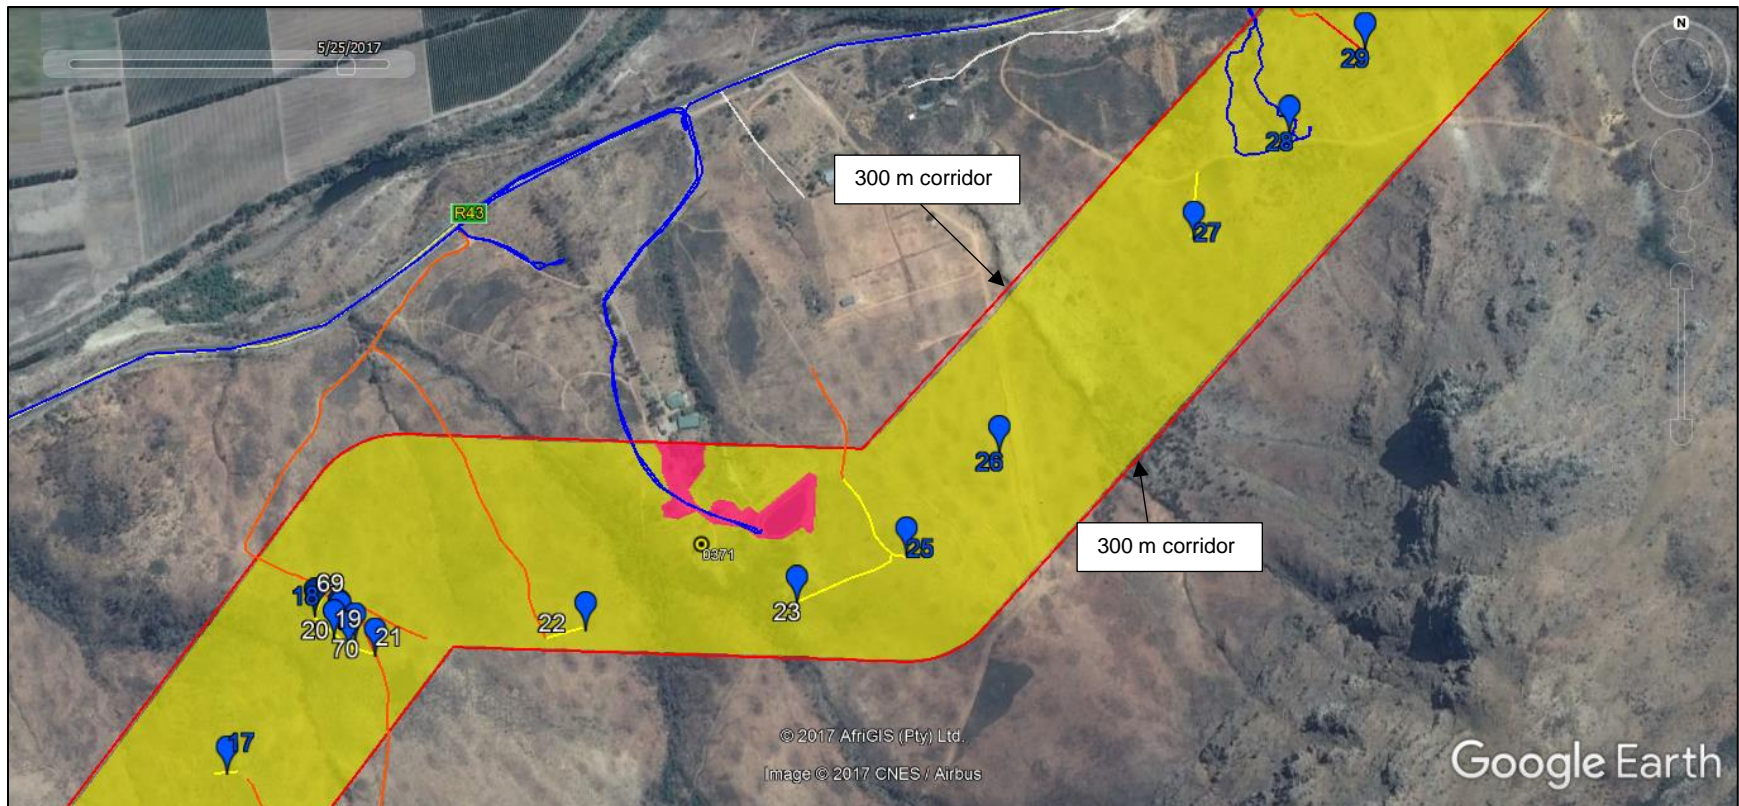 5/25/2017
N
29
28
300 m corridor
R43
27
26
25
300 m corridor
0371
69
18
23
22
19
20
21
70
17
© 2017 AfriGIS (Pty) Ltd.
Image © 2017 CNES / Airbus
Google Earth